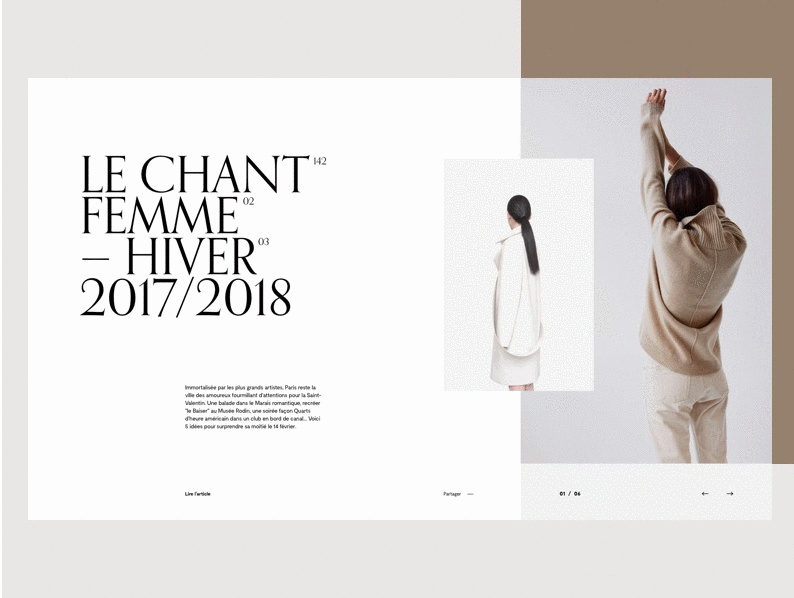 LE CHANT 142
FEMME 02
— HIVER 03
2017/2018
Immortalisée par les plus grands artistes, Paris reste la
ville des amoureux fourmillant d'attentions pour la Saint-
Valentin. Une balade dans le Marais romantique, recréer
"le Baiser" au Musée Rodin, une soirée façon Quarts
d'heure américain dans un club en bord de canal... Voici
5 idées pour surprendre sa moitié le 14 février.
Lire l'article
Partager —
01 / 06
← →